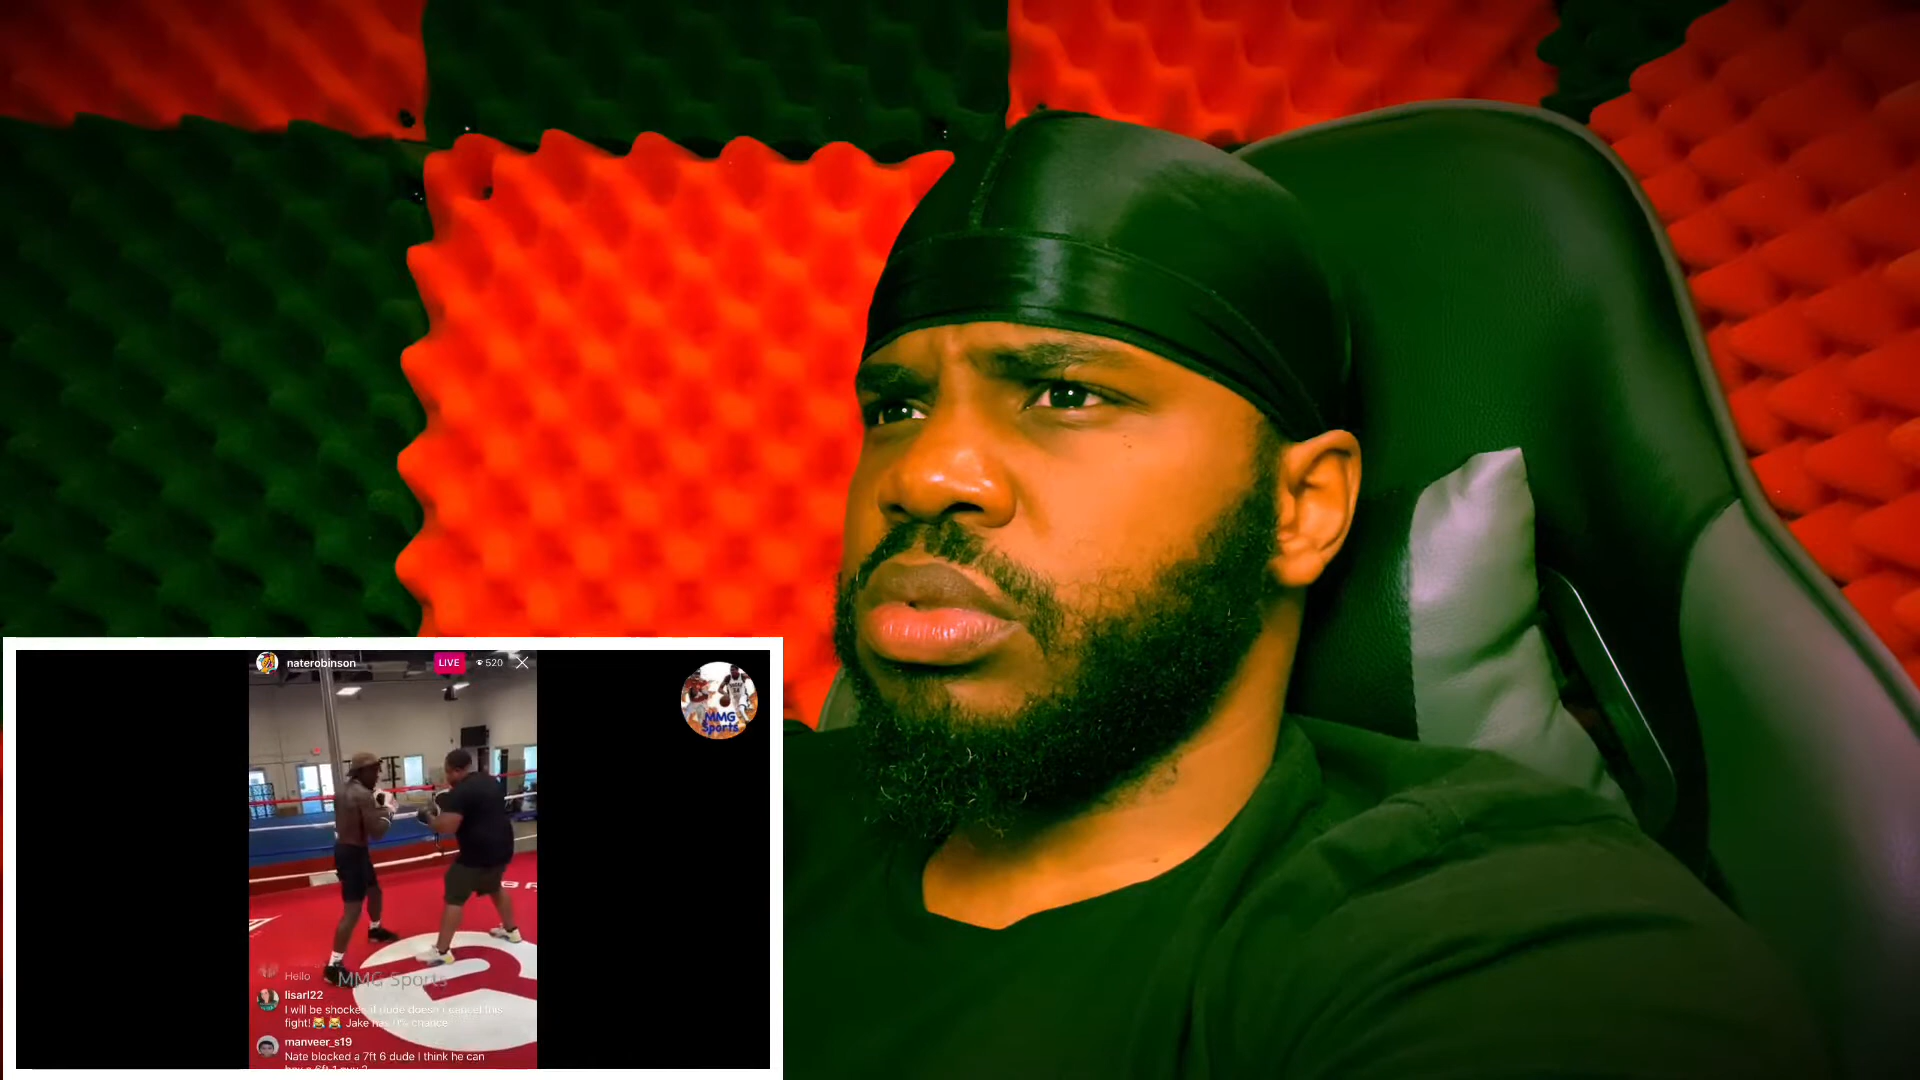 naterobinson LIVE 520
MMG
Sports
BR
Hello
MMG Sports
lisarl22
I will be shocked if dude doesn't cancel this
fight!😹😹 Jake has 0% chance
manveer_s19
Nate blocked a 7ft 6 dude I think he can